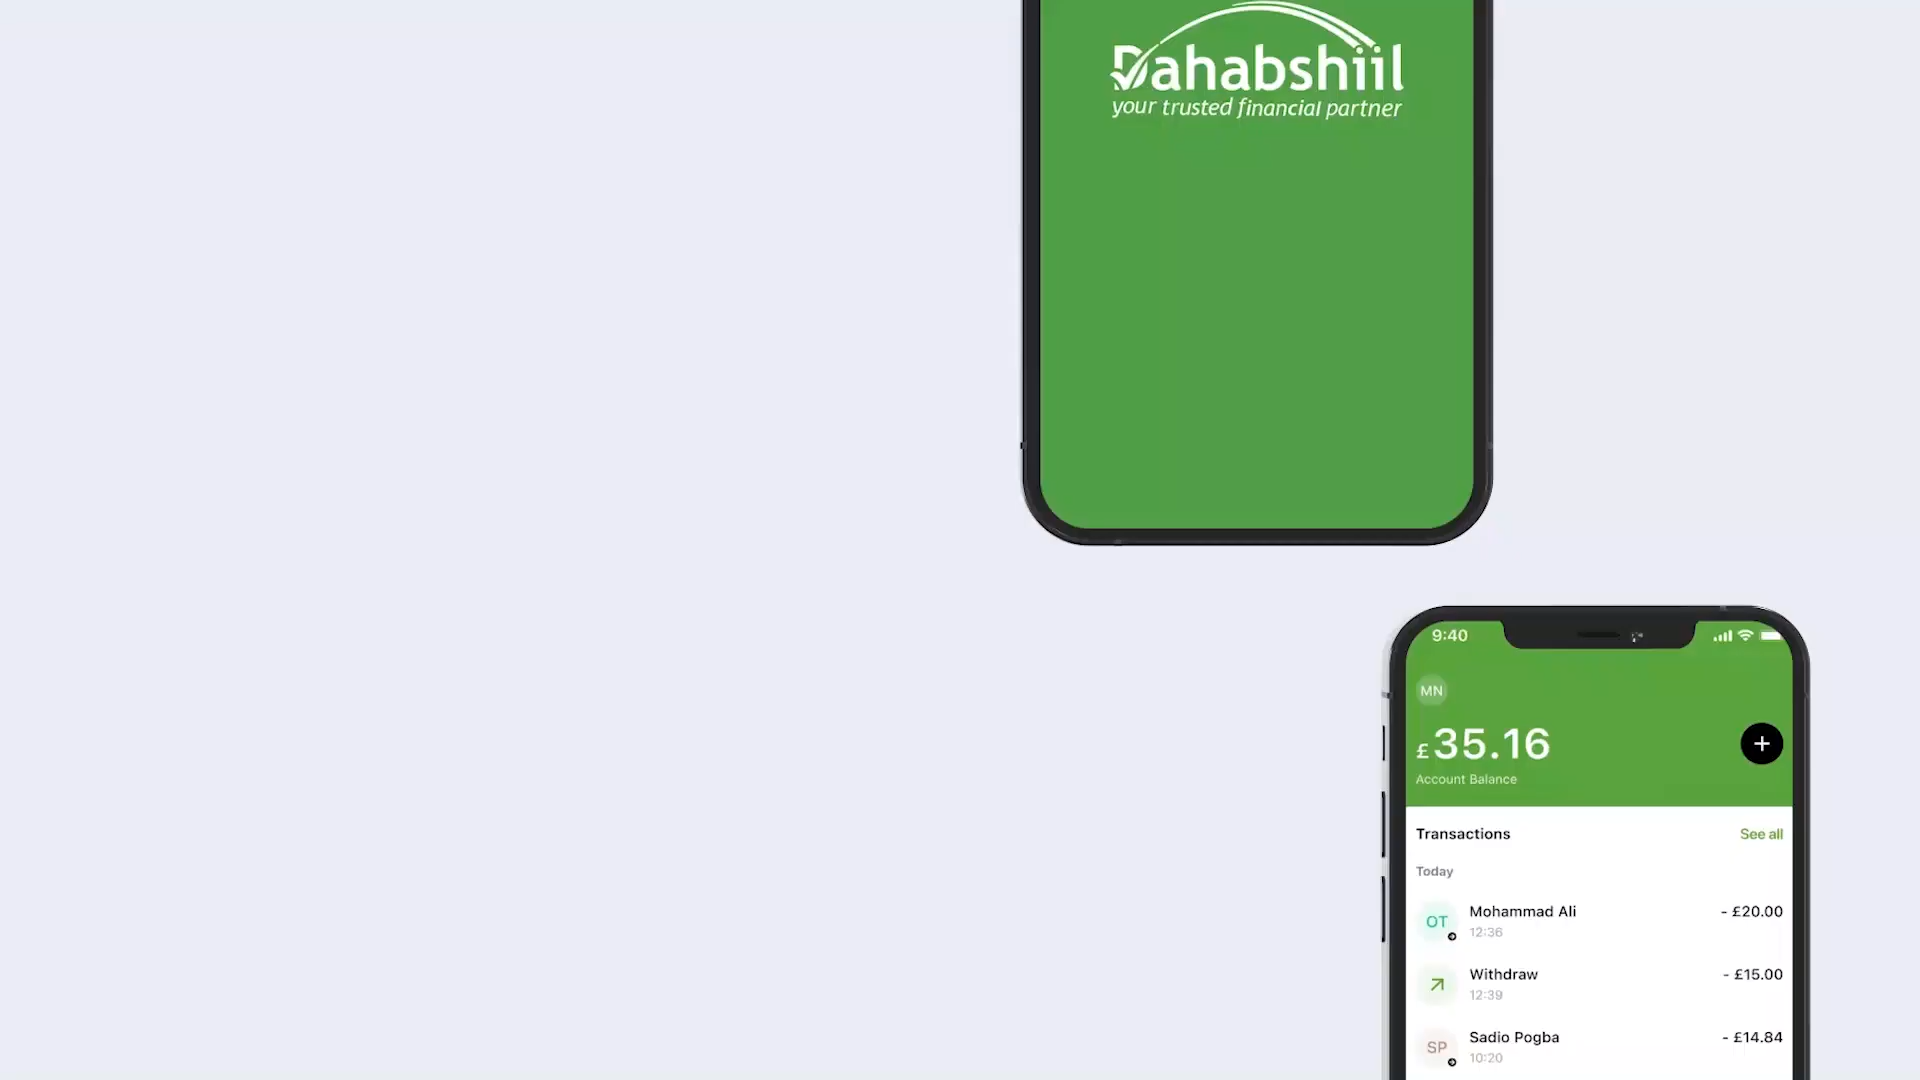 Dahabshiil
your trusted financial partner
9:40
MN
£35.16
Account Balance
Transactions
See all
Today
OT
Mohammad Ali
- £20.00
12:36
Withdraw
- £15.00
12:39
SP
Sadio Pogba
- £14.84
10:20